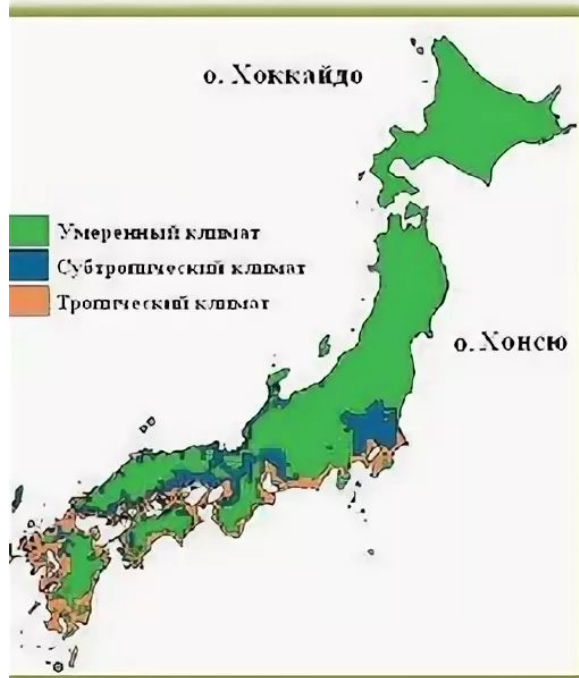 о. Хоккайдо
Умеренный климат
Субтропический климат
Тропический климат
о. Хонсю